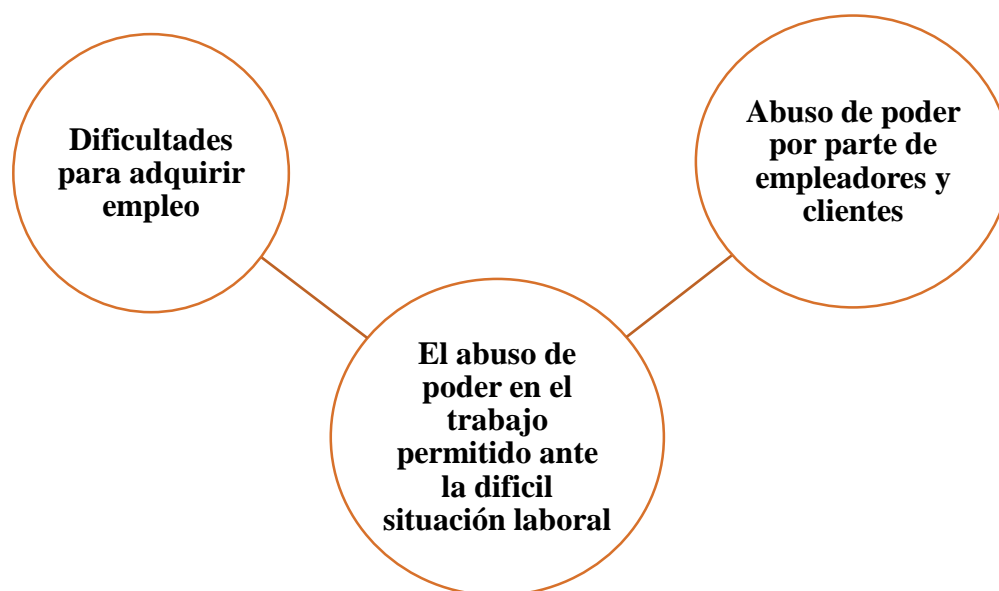 Dificultades
para adquirir
empleo
Abuso de poder
por parte de
empleadores y
clientes
El abuso de
poder en el
trabajo
permitido ante
la dificil
situación laboral